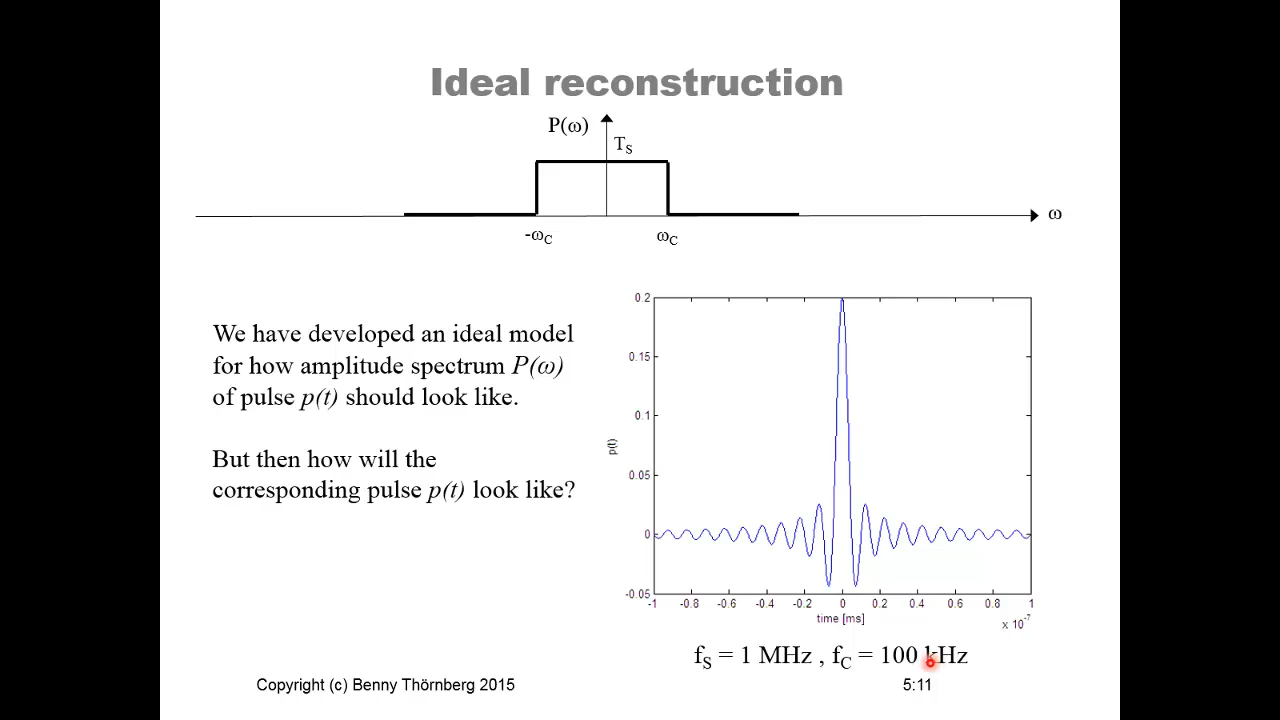 Ideal reconstruction
P(ω)
T_S
ω
-ω_C
ω_C
We have developed an ideal model
for how amplitude spectrum P(ω)
of pulse p(t) should look like.
But then how will the
corresponding pulse p(t) look like?
0.2
0.15
0.1
0.05
0
-0.05
p(t)
-1 -0.8 -0.6 -0.4 -0.2 0 0.2 0.4 0.6 0.8 1
time [ms]
x 10^-7
f_S = 1 MHz , f_C = 100 kHz
Copyright (c) Benny Thörnberg 2015
5:11